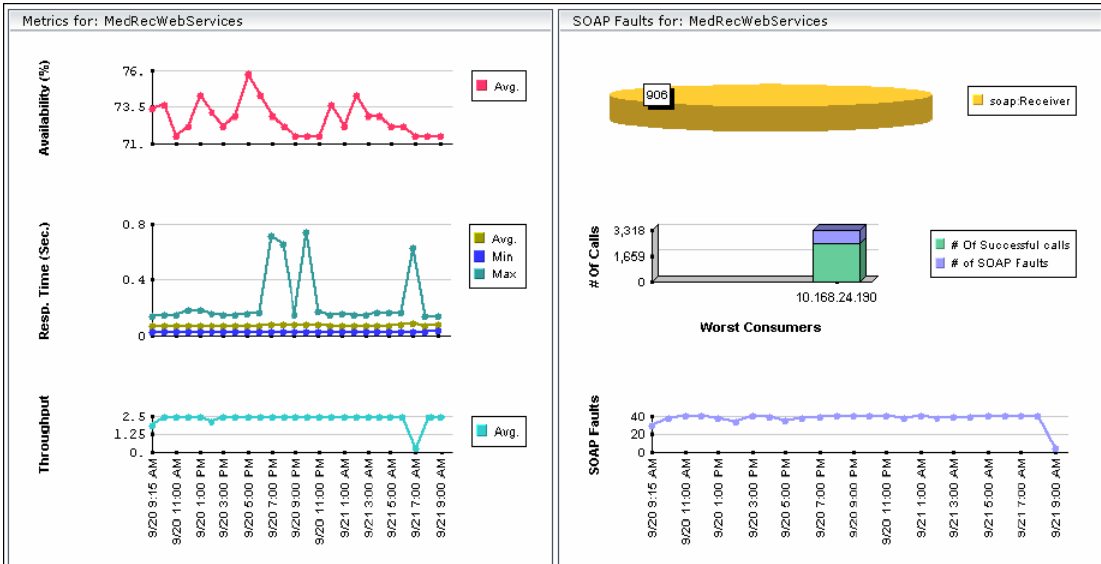 Metrics for: MedRecWebServices
Availability (%)
76.
73.5
71.
Avg.
Resp. Time (Sec.)
0.8
0.4
0
Avg.
Min
Max
Throughput
2.5
1.25
0.
Avg.
9/20 9:15 AM
9/20 11:00 AM
9/20 1:00 PM
9/20 3:00 PM
9/20 5:00 PM
9/20 7:00 PM
9/20 9:00 PM
9/20 11:00 PM
9/21 1:00 AM
9/21 3:00 AM
9/21 5:00 AM
9/21 7:00 AM
9/21 9:00 AM
SOAP Faults for: MedRecWebServices
906
soap:Receiver
# Of Calls
3,318
1,659
0
10.168.24.190
# Of Successful calls
# of SOAP Faults
Worst Consumers
SOAP Faults
40
20
0
9/20 9:15 AM
9/20 11:00 AM
9/20 1:00 PM
9/20 3:00 PM
9/20 5:00 PM
9/20 7:00 PM
9/20 9:00 PM
9/20 11:00 PM
9/21 1:00 AM
9/21 3:00 AM
9/21 5:00 AM
9/21 7:00 AM
9/21 9:00 AM